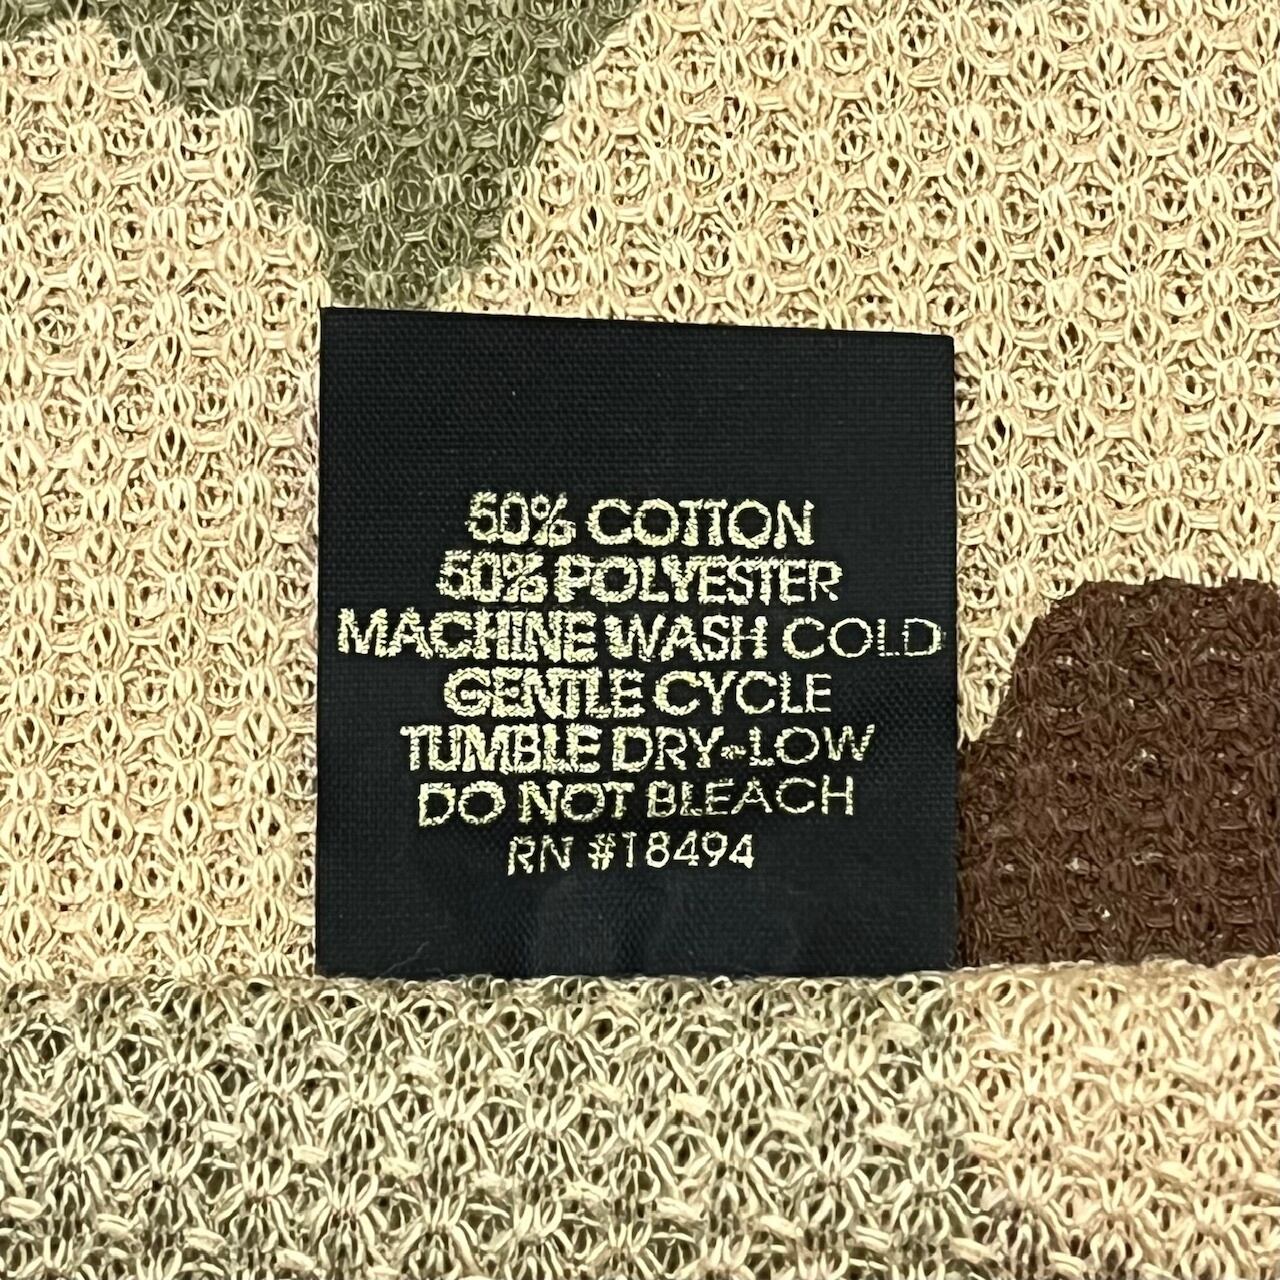 50% COTTON
50% POLYESTER
MACHINE WASH COLD
GENTLE CYCLE
TUMBLE DRY-LOW
DO NOT BLEACH
RN #18494